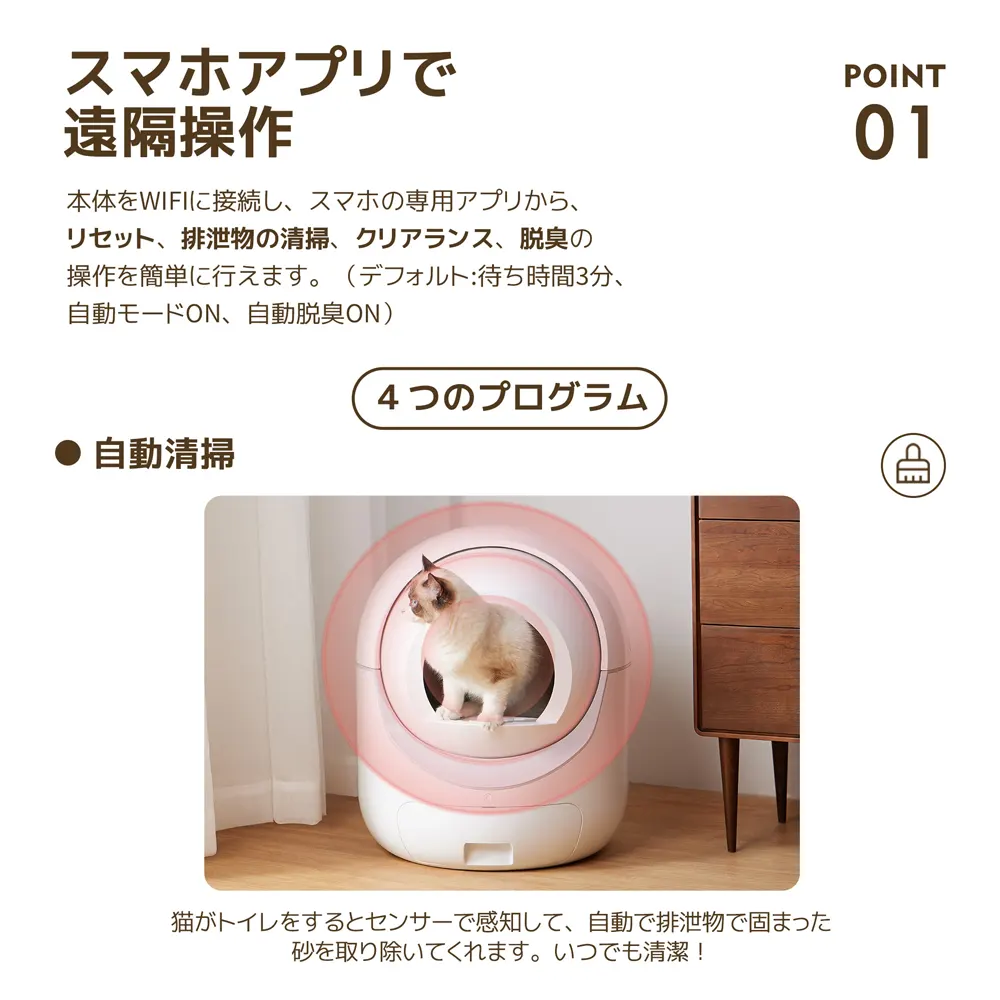 スマホアプリで
遠隔操作
POINT
01
本体をWIFIに接続し、スマホの専用アプリから、
リセット、排泄物の清掃、クリアランス、脱臭の
操作を簡単に行えます。（デフォルト:待ち時間3分、
自動モードON、自動脱臭ON）
４つのプログラム
● 自動清掃
猫がトイレをするとセンサーで感知して、自動で排泄物で固まった
砂を取り除いてくれます。いつでも清潔！